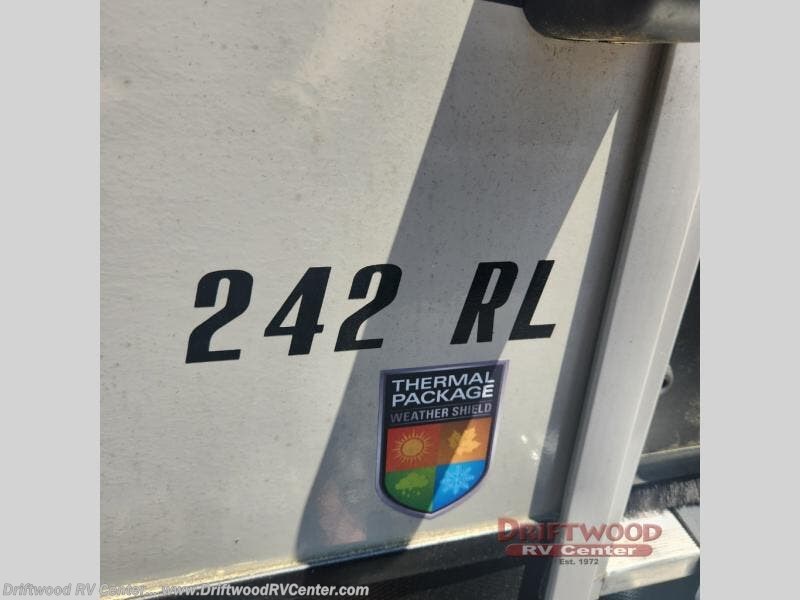 242 RL
THERMAL
PACKAGE
WEATHER SHIELD
DRIFTWOOD
RV Center
Est. 1972
Driftwood RV Center... www.DriftwoodRVCenter.com